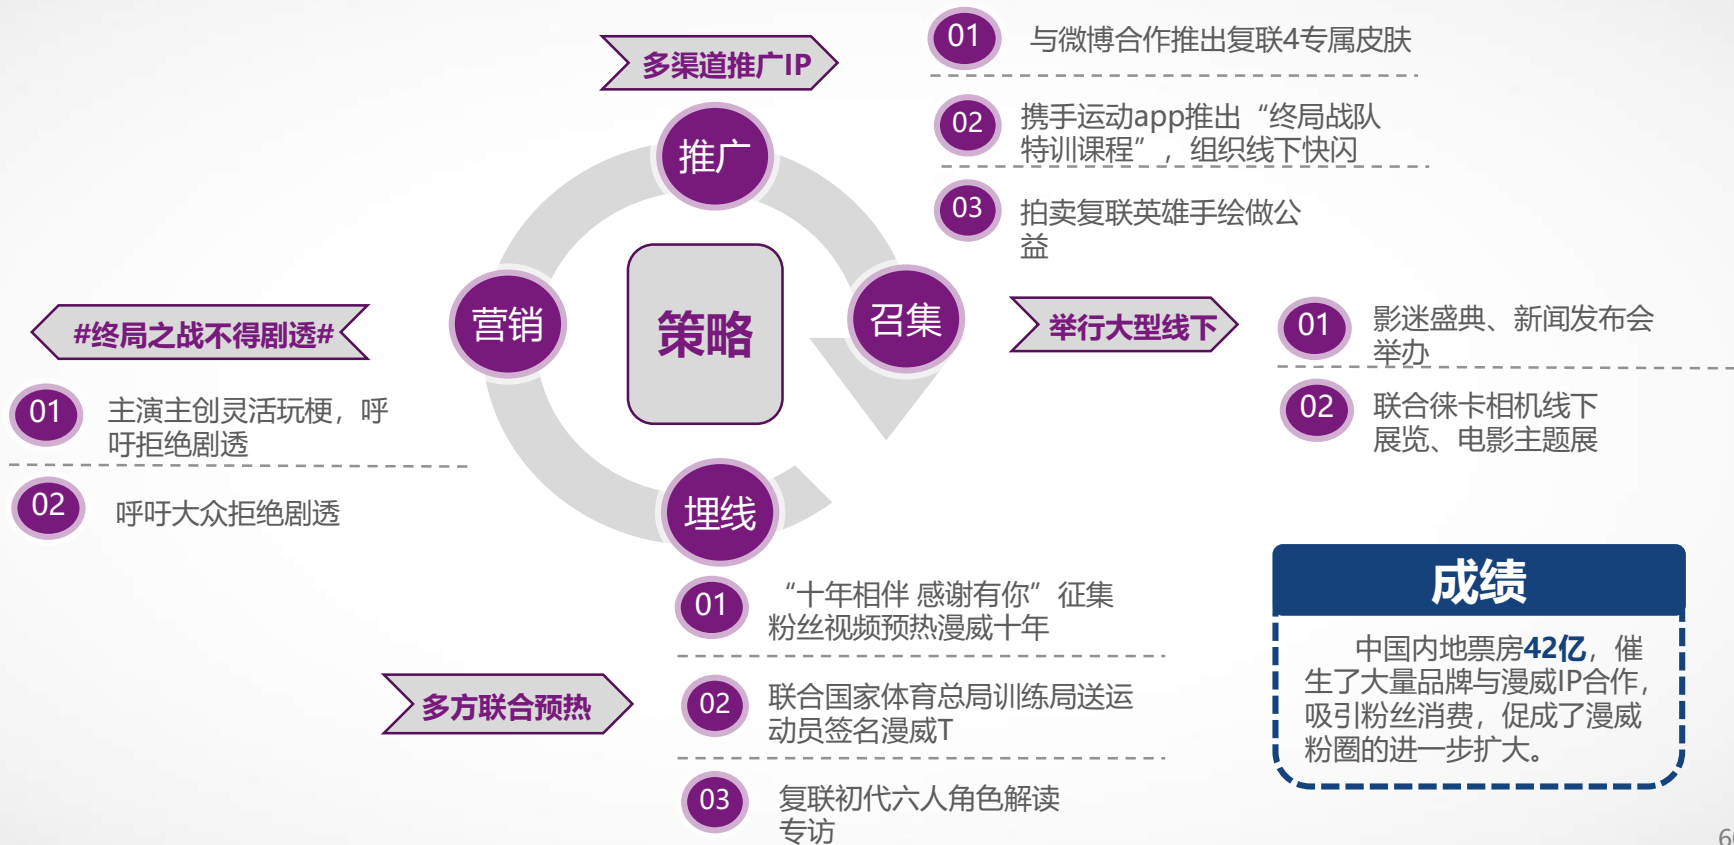 多渠道推广IP
推广
01
与微博合作推出复联4专属皮肤
02
携手运动app推出“终局战队
特训课程”，组织线下快闪
03
拍卖复联英雄手绘做公
益
召集
举行大型线下
01
影迷盛典、新闻发布会
举办
02
联合徕卡相机线下
展览、电影主题展
策略
营销
#终局之战不得剧透#
01
主演主创灵活玩梗，呼
吁拒绝剧透
02
呼吁大众拒绝剧透
埋线
多方联合预热
01
“十年相伴 感谢有你”征集
粉丝视频预热漫威十年
02
联合国家体育总局训练局送运
动员签名漫威T
03
复联初代六人角色解读
专访
成绩
中国内地票房42亿，催
生了大量品牌与漫威IP合作，
吸引粉丝消费，促成了漫威
粉圈的进一步扩大。